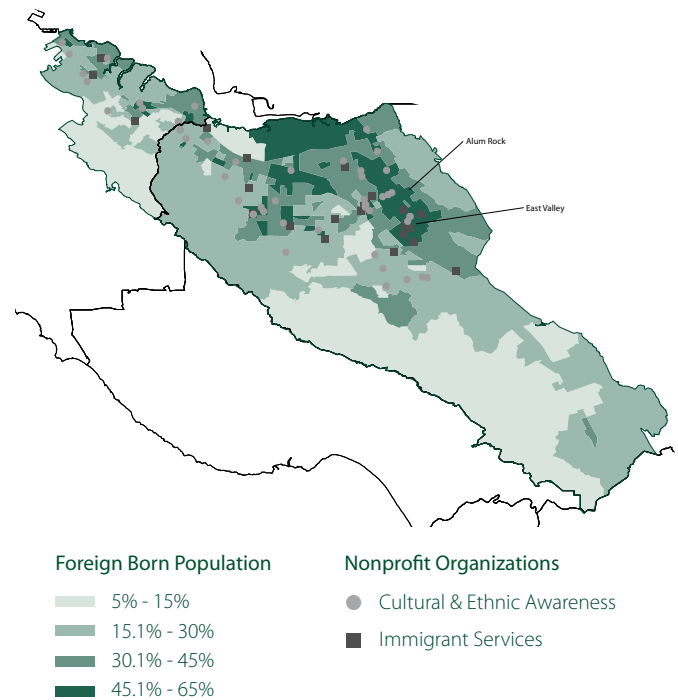 Alum Rock
East Valley
Foreign Born Population
5% - 15%
15.1% - 30%
30.1% - 45%
45.1% - 65%
Nonprofit Organizations
Cultural & Ethnic Awareness
Immigrant Services